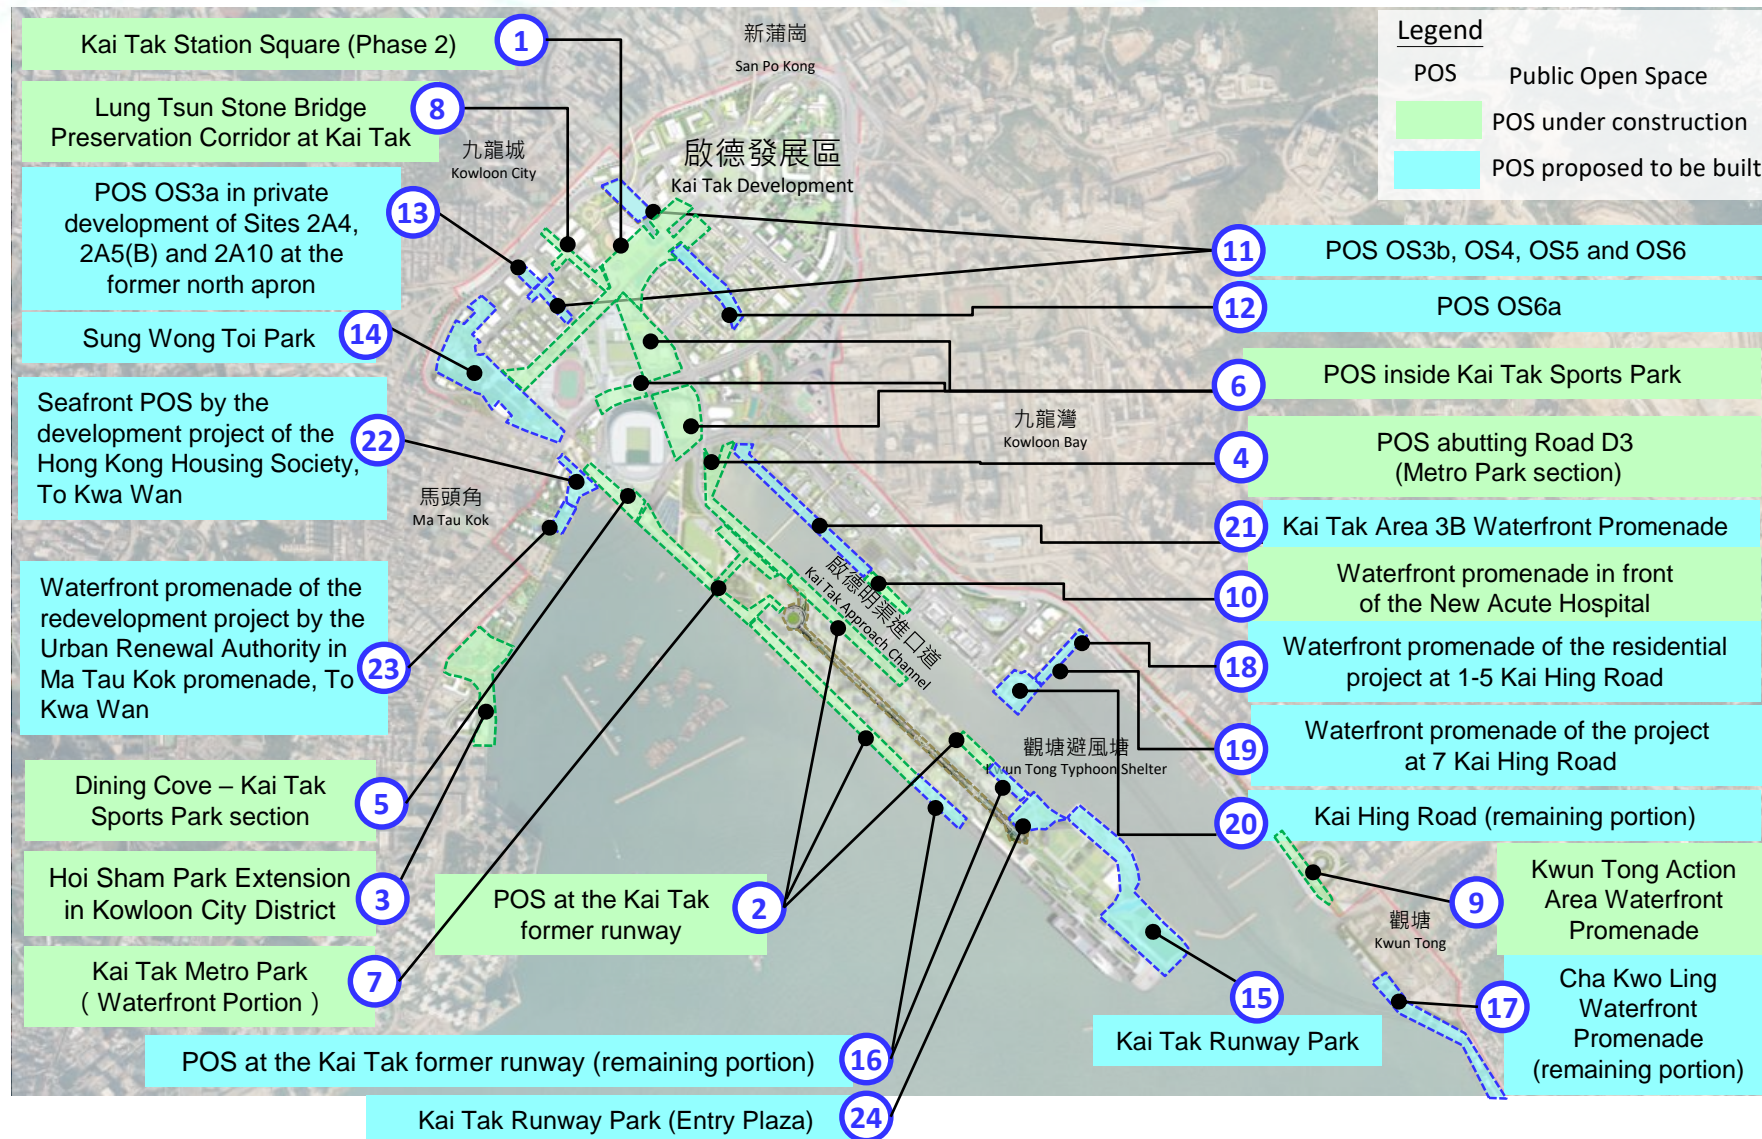 Kai Tak Station Square (Phase 2)
1
Lung Tsun Stone Bridge
Preservation Corridor at Kai Tak
8
POS OS3a in private
development of Sites 2A4,
2A5(B) and 2A10 at the
former north apron
13
Sung Wong Toi Park
14
Seafront POS by the
development project of the
Hong Kong Housing Society,
To Kwa Wan
22
Waterfront promenade of the
redevelopment project by the
Urban Renewal Authority in
Ma Tau Kok promenade, To
Kwa Wan
23
Dining Cove – Kai Tak
Sports Park section
5
Hoi Sham Park Extension
in Kowloon City District
3
Kai Tak Metro Park
( Waterfront Portion )
7
POS at the Kai Tak former runway (remaining portion)
16
Kai Tak Runway Park (Entry Plaza)
24
POS at the Kai Tak
former runway
2
新蒲崗
San Po Kong
九龍城
Kowloon City
啟德發展區
Kai Tak Development
九龍灣
Kowloon Bay
馬頭角
Ma Tau Kok
啟德明渠進口道
Kai Tak Approach Channel
觀塘避風塘
Kwun Tong Typhoon Shelter
觀塘
Kwun Tong
Legend
POS Public Open Space
POS under construction
POS proposed to be built
11
POS OS3b, OS4, OS5 and OS6
12
POS OS6a
6
POS inside Kai Tak Sports Park
4
POS abutting Road D3
(Metro Park section)
21
Kai Tak Area 3B Waterfront Promenade
10
Waterfront promenade in front
of the New Acute Hospital
18
Waterfront promenade of the residential
project at 1-5 Kai Hing Road
19
Waterfront promenade of the project
at 7 Kai Hing Road
20
Kai Hing Road (remaining portion)
9
Kwun Tong Action
Area Waterfront
Promenade
15
Kai Tak Runway Park
17
Cha Kwo Ling
Waterfront
Promenade
(remaining portion)